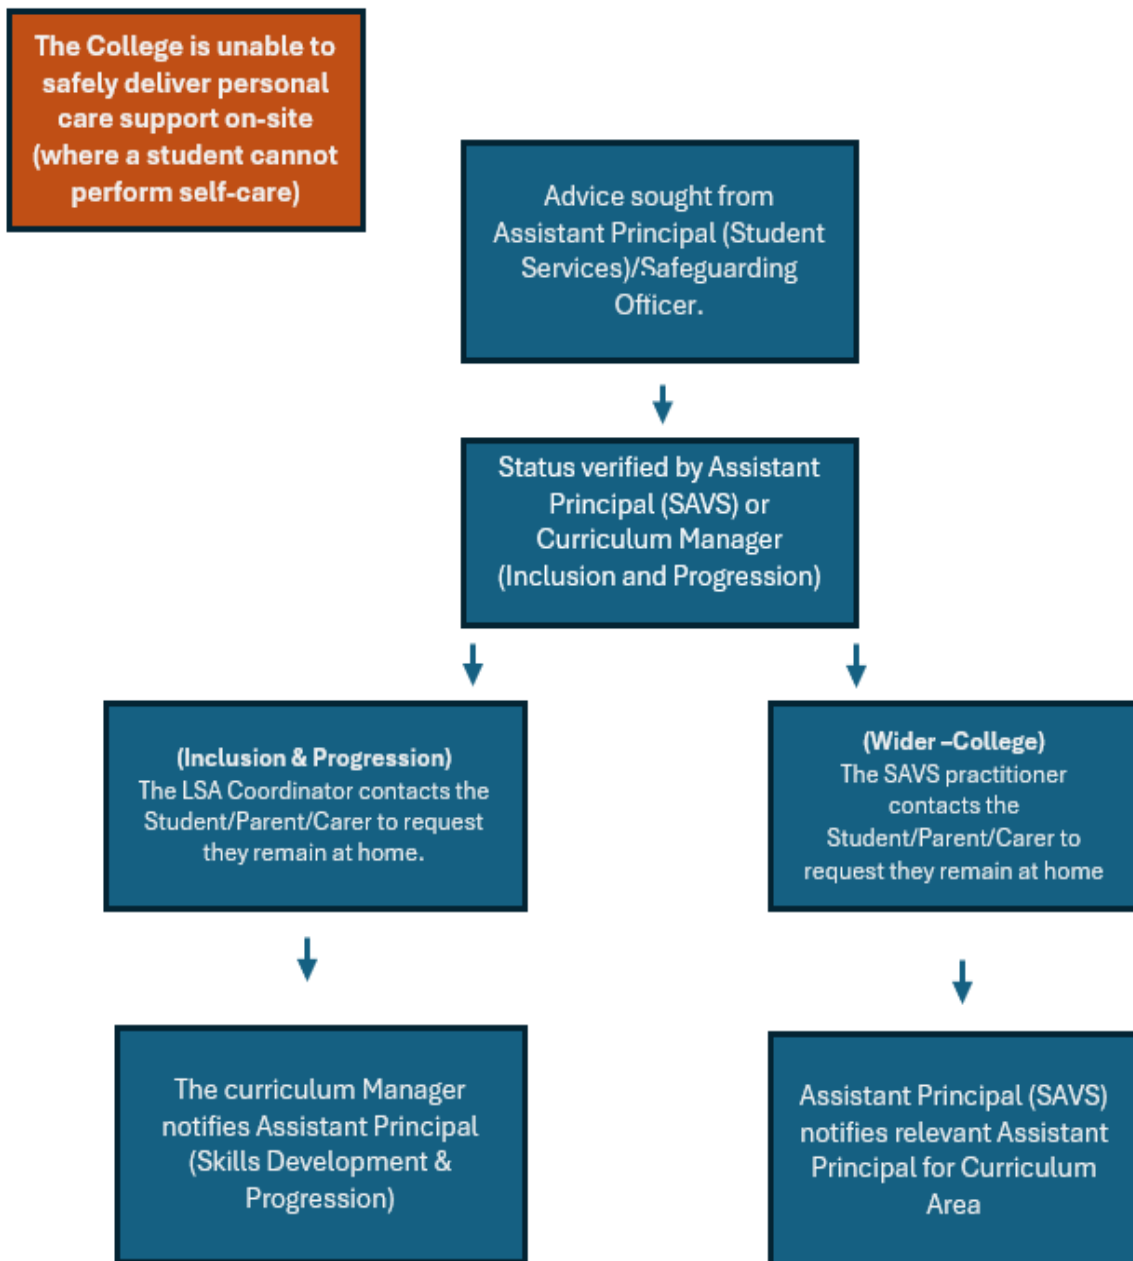 The College is unable to
safely deliver personal
care support on-site
(where a student cannot
perform self-care)
Advice sought from
Assistant Principal (Student
Services)/Safeguarding
Officer.
Status verified by Assistant
Principal (SAVS) or
Curriculum Manager
(Inclusion and Progression)
(Inclusion & Progression)
The LSA Coordinator contacts the
Student/Parent/Carer to request
they remain at home.
(Wider –College)
The SAVS practitioner
contacts the
Student/Parent/Carer to
request they remain at home
The curriculum Manager
notifies Assistant Principal
(Skills Development &
Progression)
Assistant Principal (SAVS)
notifies relevant Assistant
Principal for Curriculum
Area